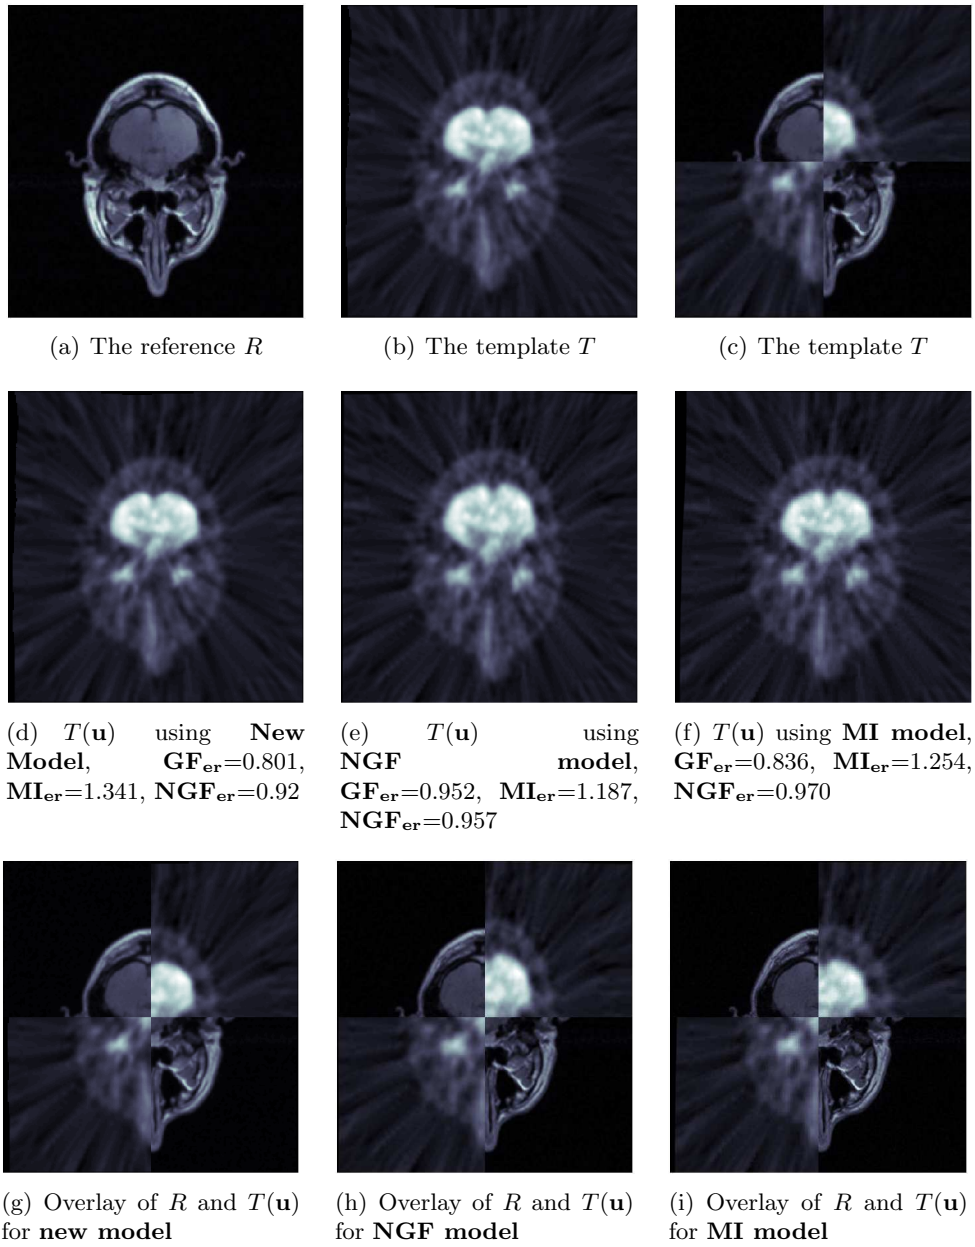 (a) The reference R
(b) The template T
(c) The template T
(d) T(u) using New
Model, GFer=0.801,
MIer=1.341, NGFer=0.92
(e) T(u) using
NGF model,
GFer=0.952, MIer=1.187,
NGFer=0.957
(f) T(u) using MI model,
GFer=0.836, MIer=1.254,
NGFer=0.970
(g) Overlay of R and T(u)
for new model
(h) Overlay of R and T(u)
for NGF model
(i) Overlay of R and T(u)
for MI model